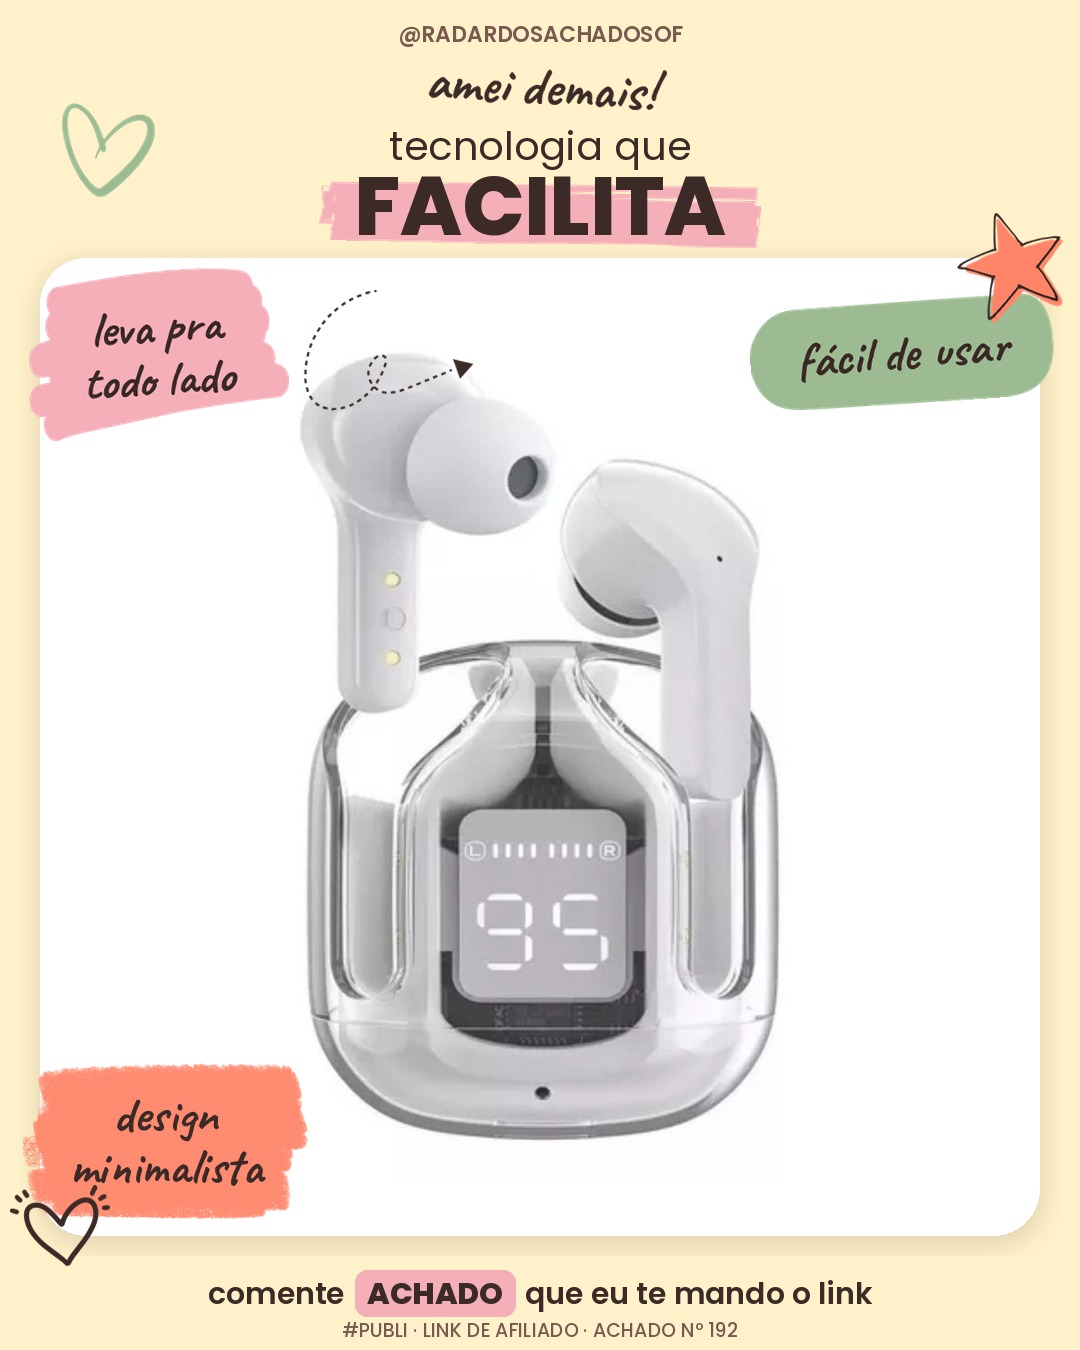 @RADARDOSACHADOSOF
amei demais!
tecnologia que
FACILITA
leva pra
todo lado
fácil de usar
L R
95
design
minimalista
comente ACHADO que eu te mando o link
#PUBLI · LINK DE AFILIADO · ACHADO Nº 192